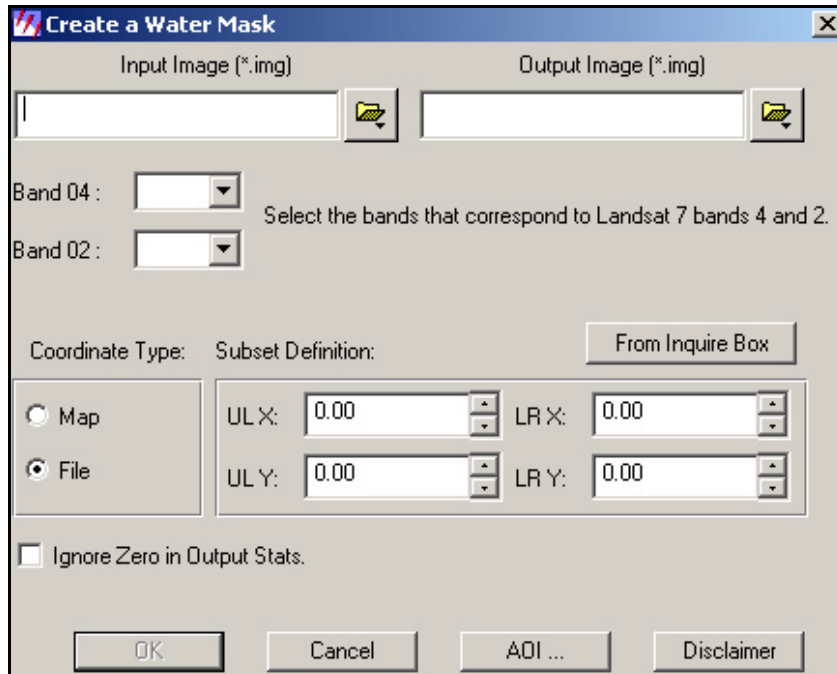 Create a Water Mask
Input Image (*.img) Output Image (*.img)
Band 04 :
Select the bands that correspond to Landsat 7 bands 4 and 2.
Band 02 :
From Inquire Box
Coordinate Type: Subset Definition:
Map UL X: 0.00 LR X: 0.00
File UL Y: 0.00 LR Y: 0.00
Ignore Zero in Output Stats.
OK Cancel AOI ... Disclaimer